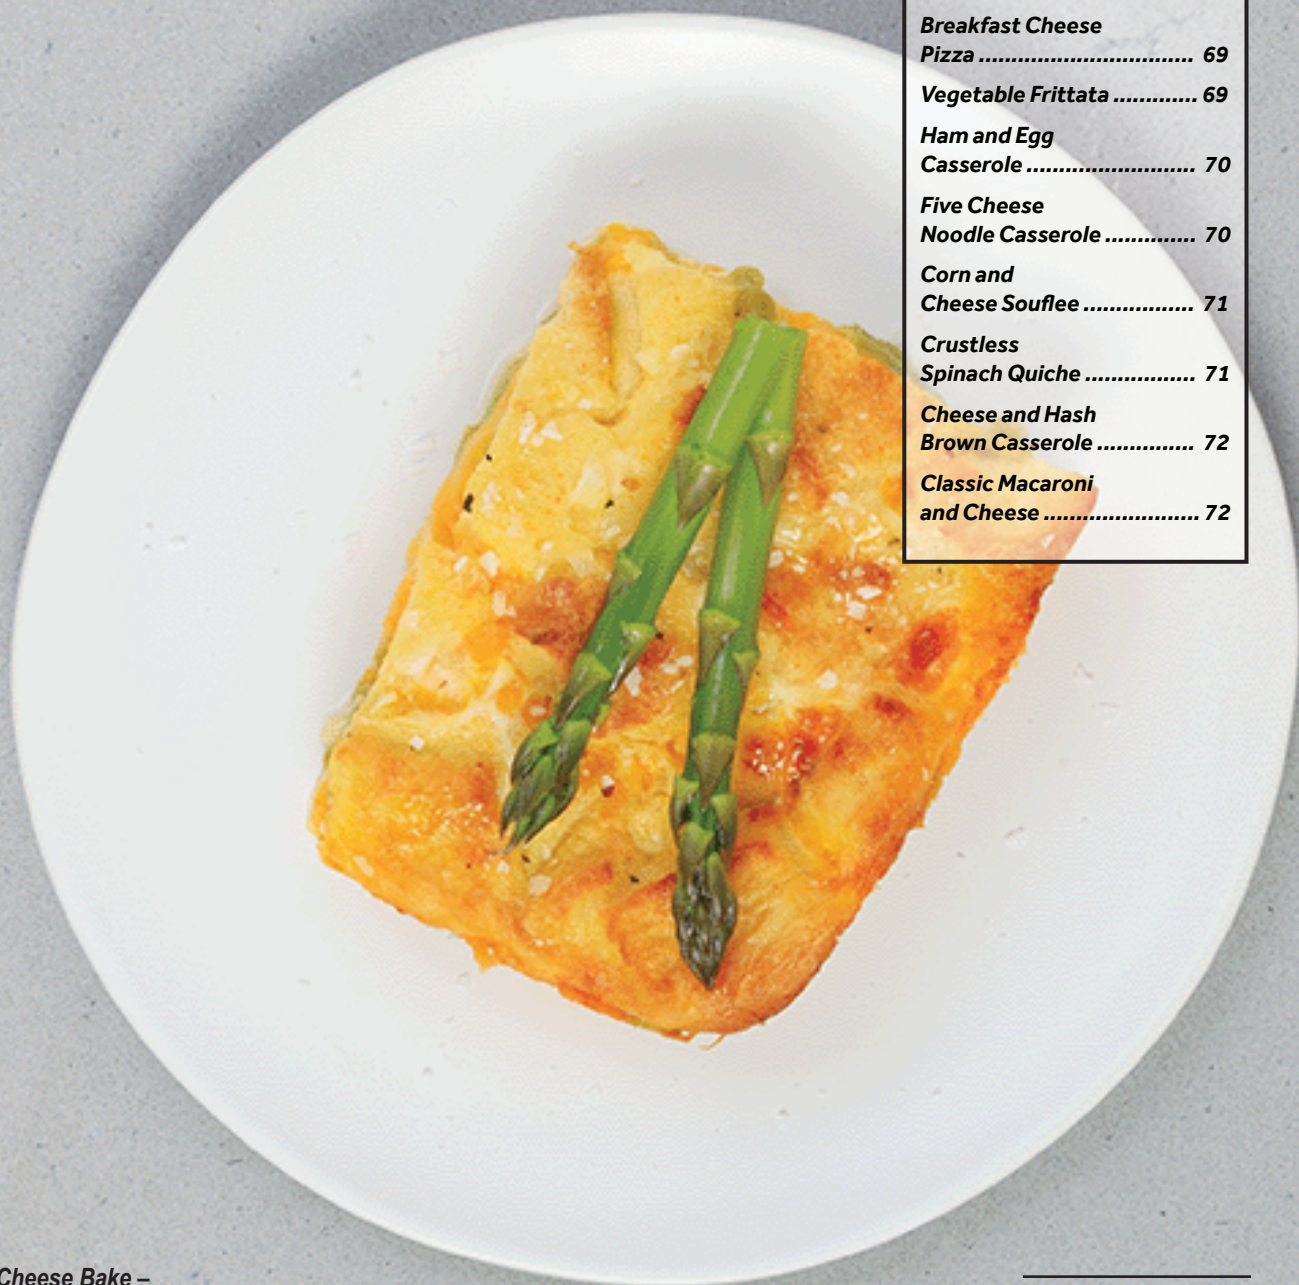 Breakfast Cheese
Pizza ................................. 69
Vegetable Frittata ............. 69
Ham and Egg
Casserole .......................... 70
Five Cheese
Noodle Casserole .............. 70
Corn and
Cheese Souflee ................. 71
Crustless
Spinach Quiche ................. 71
Cheese and Hash
Brown Casserole ............... 72
Classic Macaroni
and Cheese ........................ 72
Cheese Bake –